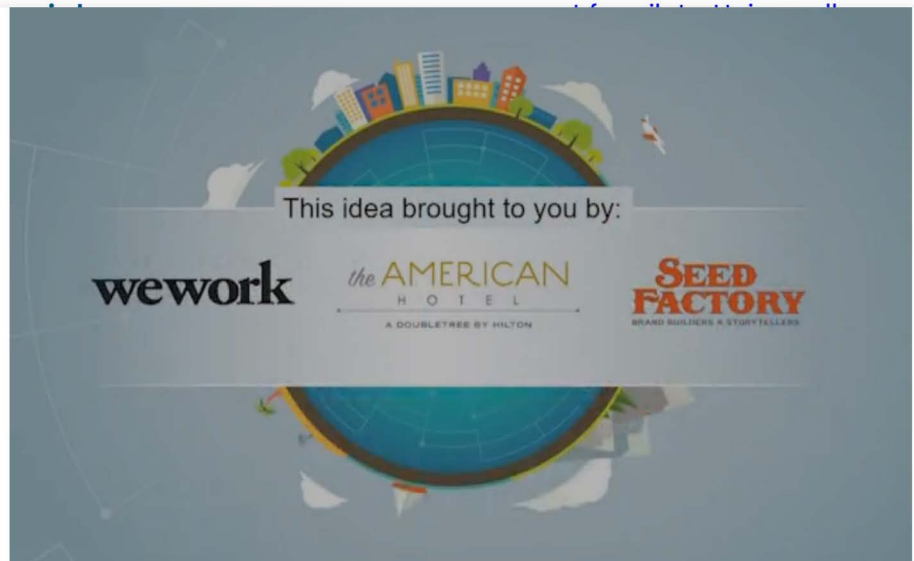 This idea brought to you by:
wework
the AMERICAN
HOTEL
A DOUBLETREE BY HILTON
SEED
FACTORY
BRAND BUILDERS & STORYTELLERS